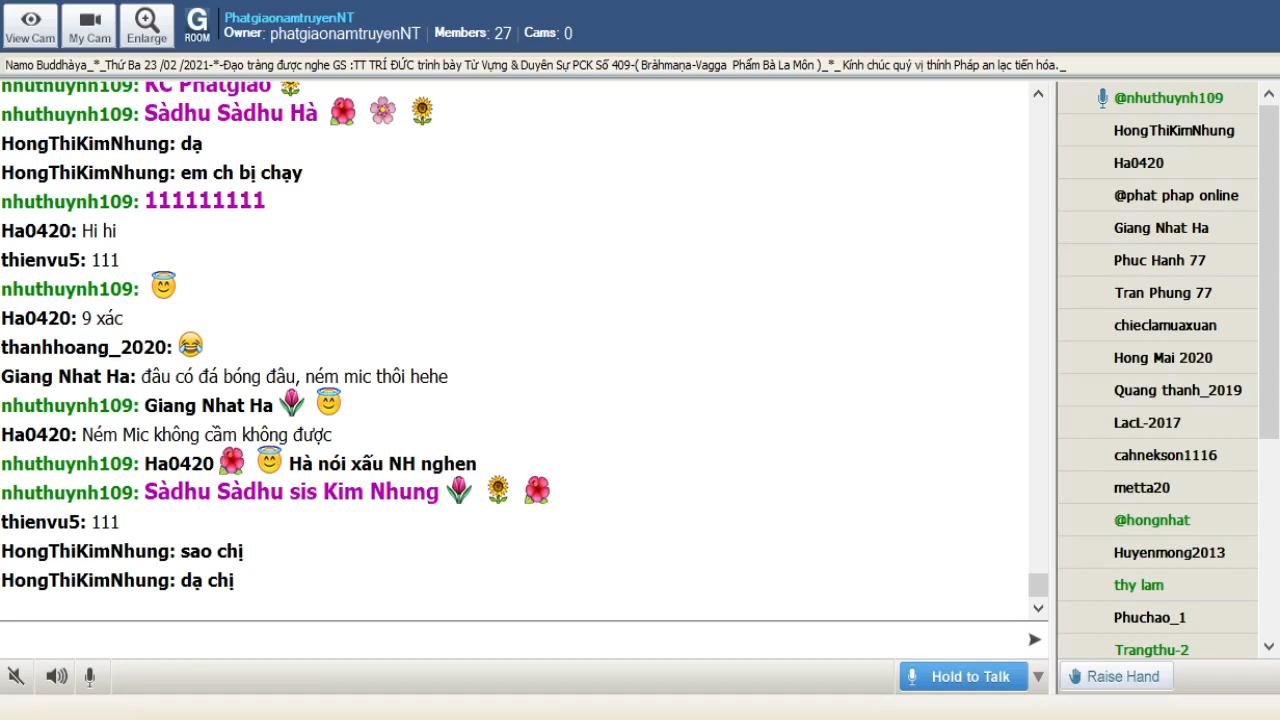 View Cam
My Cam
Enlarge
G
ROOM
PhatgiaonamtruyenNT
Owner: phatgiaonamtruyenNT | Members: 27 | Cams: 0
Namo Buddhàya_*_Thứ Ba 23 /02 /2021-*-Đạo tràng được nghe GS :TT TRÍ ĐỨC trình bày Từ Vựng & Duyên Sự PCK Số 409-( Bràhmaṇa-Vagga Phẩm Bà La Môn )_*_ Kính chúc quý vị thính Pháp an lạc tiến hóa._
nhuthuynh109: KC Phatgiao
nhuthuynh109: Sàdhu Sàdhu Hà
HongThiKimNhung: dạ
HongThiKimNhung: em ch bị chạy
nhuthuynh109: 111111111
Ha0420: Hi hi
thienvu5: 111
nhuthuynh109:
Ha0420: 9 xác
thanhhoang_2020:
Giang Nhat Ha: đâu có đá bóng đâu, ném mic thôi hehe
nhuthuynh109: Giang Nhat Ha
Ha0420: Ném Mic không cầm không được
nhuthuynh109: Ha0420 Hà nói xấu NH nghen
nhuthuynh109: Sàdhu Sàdhu sis Kim Nhung
thienvu5: 111
HongThiKimNhung: sao chị
HongThiKimNhung: dạ chị
@nhuthuynh109
HongThiKimNhung
Ha0420
@phat phap online
Giang Nhat Ha
Phuc Hanh 77
Tran Phung 77
chieclamuaxuan
Hong Mai 2020
Quang thanh_2019
LacL-2017
cahnekson1116
metta20
@hongnhat
Huyenmong2013
thy lam
Phuchao_1
Trangthu-2
Hold to Talk
Raise Hand